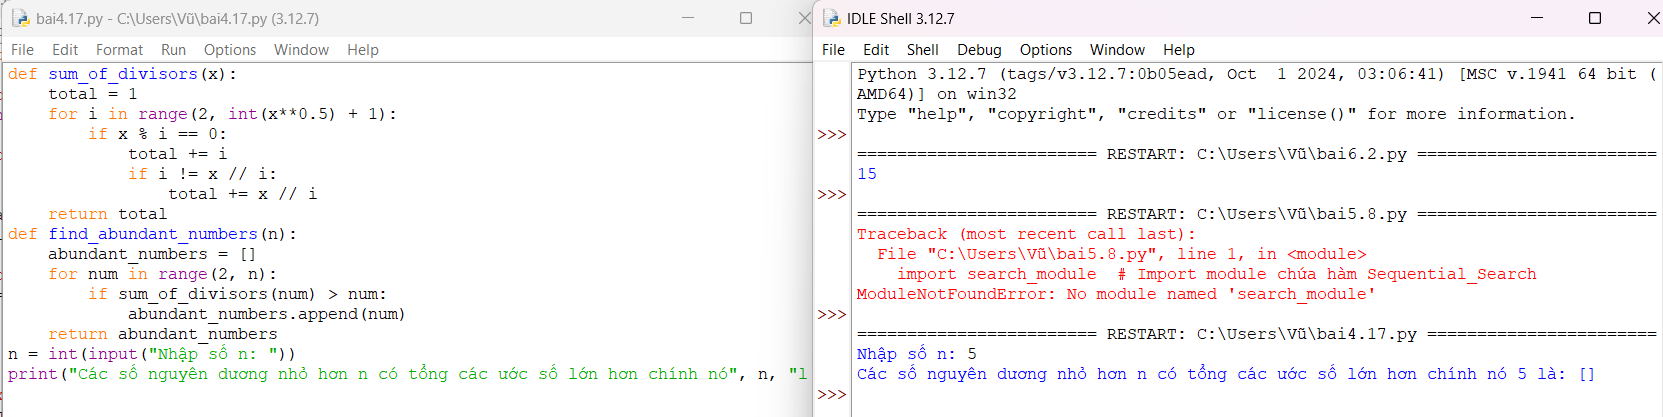 bai4.17.py - C:\Users\Vũ\bai4.17.py (3.12.7)
File Edit Format Run Options Window Help
def sum_of_divisors(x):
    total = 1
    for i in range(2, int(x**0.5) + 1):
        if x % i == 0:
            total += i
            if i != x // i:
                total += x // i
    return total
def find_abundant_numbers(n):
    abundant_numbers = []
    for num in range(2, n):
        if sum_of_divisors(num) > num:
            abundant_numbers.append(num)
    return abundant_numbers
n = int(input("Nhập số n: "))
print("Các số nguyên dương nhỏ hơn n có tổng các ước số lớn hơn chính nó", n, "l
IDLE Shell 3.12.7
File Edit Shell Debug Options Window Help
Python 3.12.7 (tags/v3.12.7:0b05ead, Oct  1 2024, 03:06:41) [MSC v.1941 64 bit (
AMD64)] on win32
Type "help", "copyright", "credits" or "license()" for more information.
>>>
======================== RESTART: C:\Users\Vũ\bai6.2.py ========================
15
>>>
======================== RESTART: C:\Users\Vũ\bai5.8.py ========================
Traceback (most recent call last):
  File "C:\Users\Vũ\bai5.8.py", line 1, in <module>
    import search_module  # Import module chứa hàm Sequential_Search
ModuleNotFoundError: No module named 'search_module'
>>>
======================== RESTART: C:\Users\Vũ\bai4.17.py =======================
Nhập số n: 5
Các số nguyên dương nhỏ hơn n có tổng các ước số lớn hơn chính nó 5 là: []
>>>